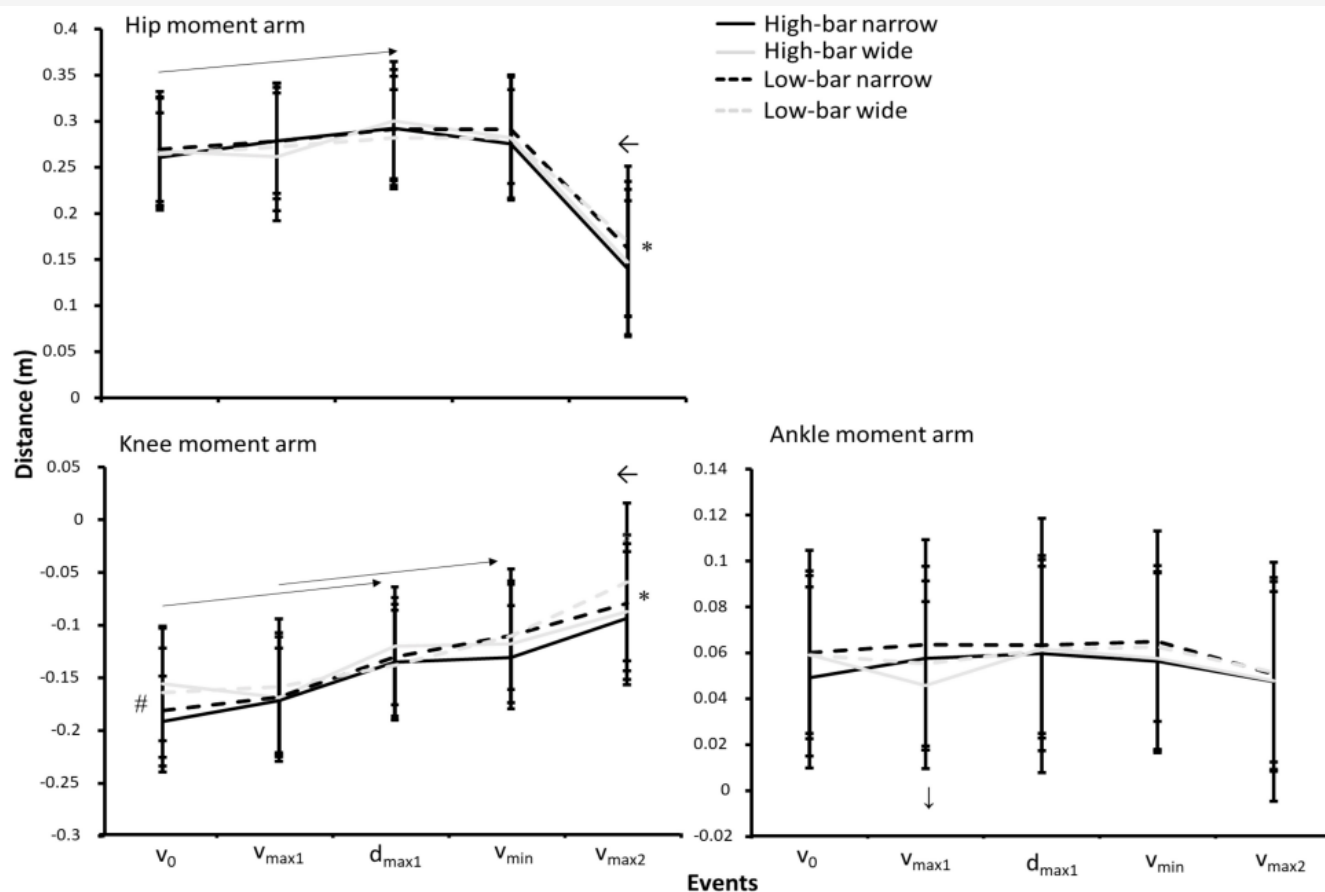 Hip moment arm
High-bar narrow
High-bar wide
Low-bar narrow
Low-bar wide
0.4
0.35
0.3
0.25
0.2
0.15
0.1
0.05
0
←
*
Distance (m)
Knee moment arm
0.05
0
-0.05
-0.1
-0.15
-0.2
-0.25
-0.3
←
*
#
v₀ vₘₐₓ₁ dₘₐₓ₁ vₘᵢₙ vₘₐₓ₂
Ankle moment arm
0.14
0.12
0.1
0.08
0.06
0.04
0.02
0
-0.02
↓
v₀ vₘₐₓ₁ dₘₐₓ₁ vₘᵢₙ vₘₐₓ₂
Events